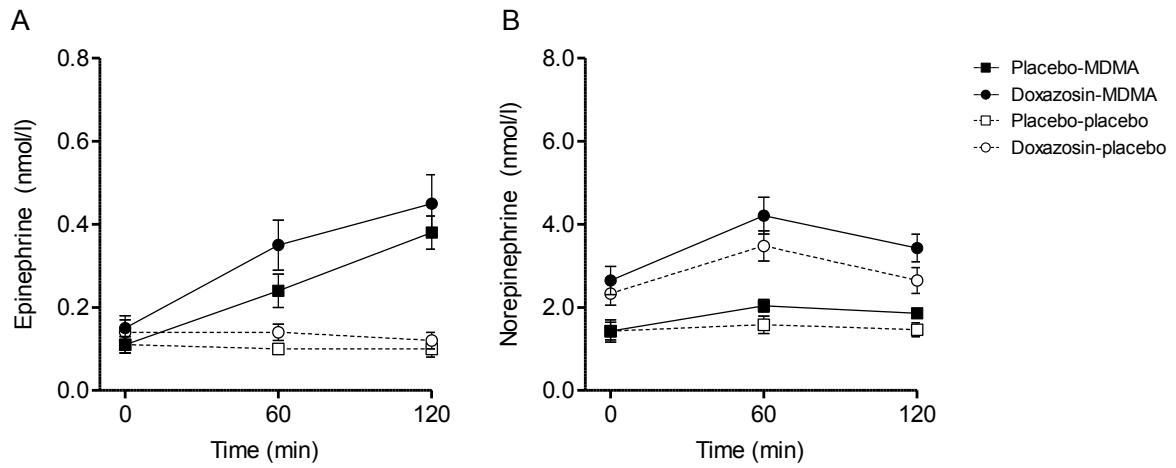 A
B
0.8
0.6
0.4
0.2
0.0
Epinephrine (nmol/l)
0
60
120
Time (min)
8.0
6.0
4.0
2.0
0.0
Norepinephrine (nmol/l)
0
60
120
Time (min)
Placebo-MDMA
Doxazosin-MDMA
Placebo-placebo
Doxazosin-placebo